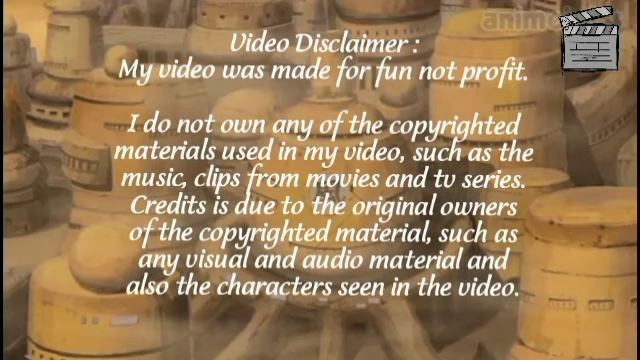 Video Disclaimer :
My video was made for fun not profit.
I do not own any of the copyrighted
materials used in my video, such as the
music, clips from movies and tv series.
Credits is due to the original owners
of the copyrighted material, such as
any visual and audio material and
also the characters seen in the video.